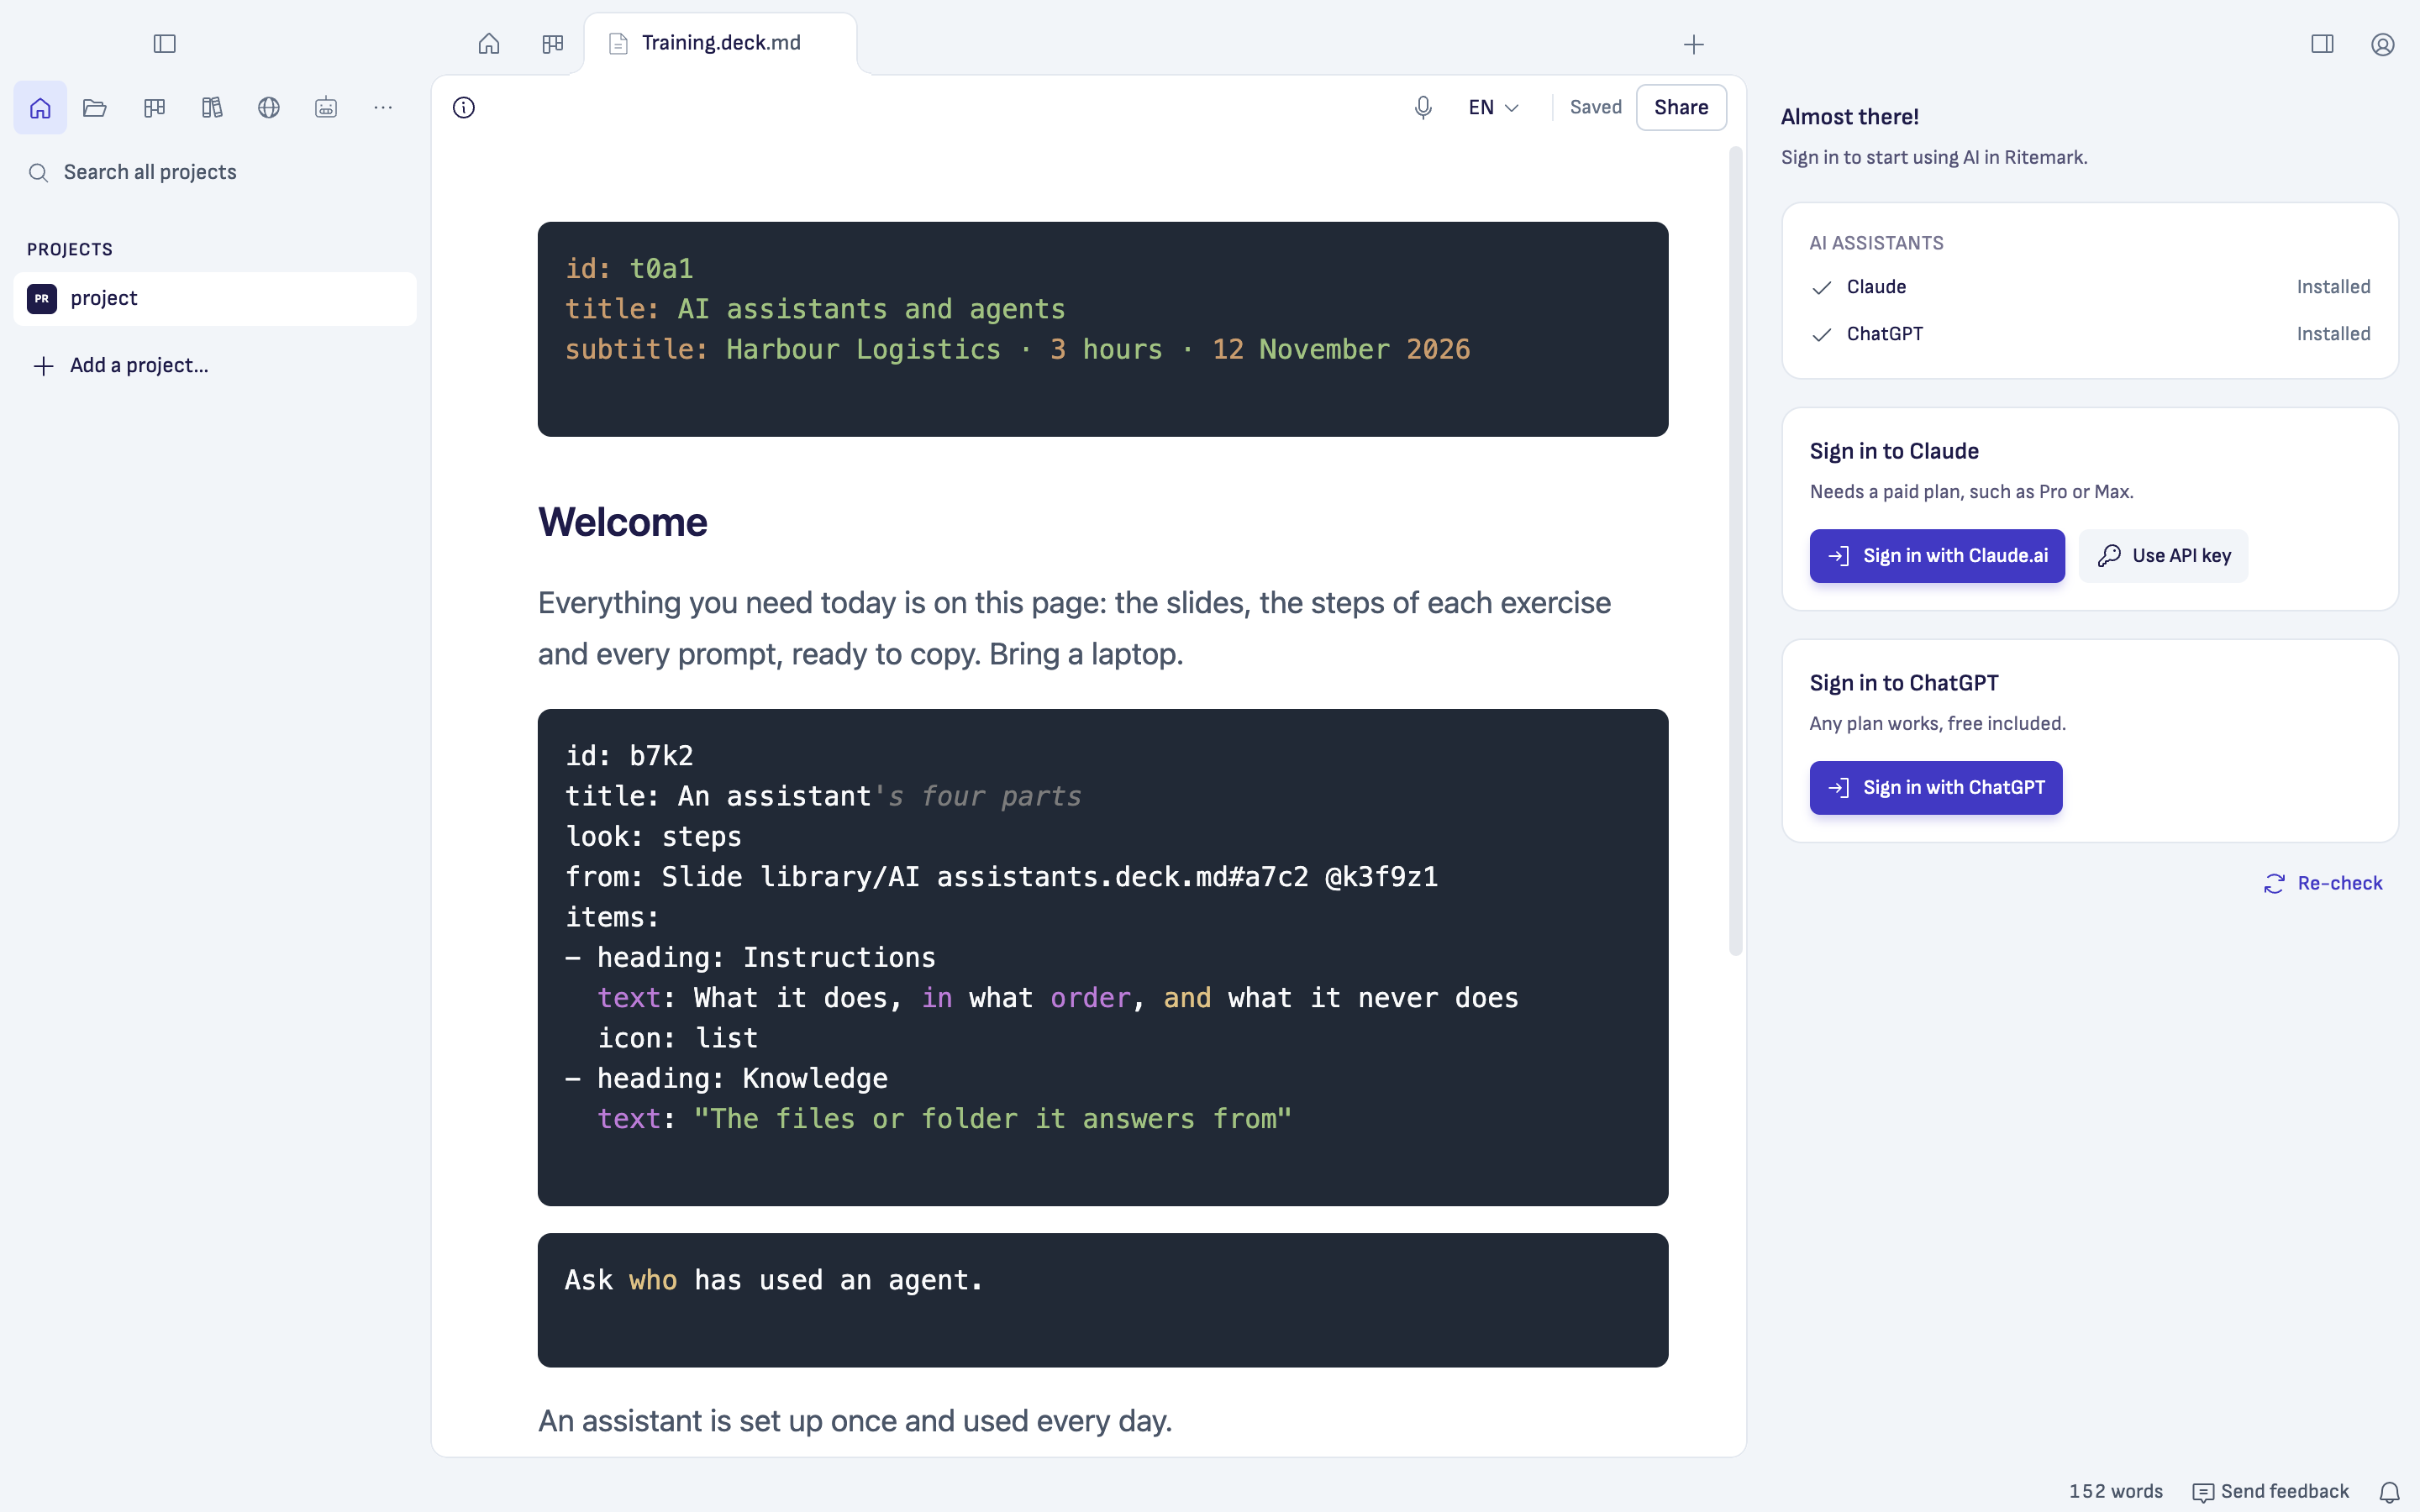 Training.deck.md
EN
Saved
Share
Search all projects
PROJECTS
PR
project
Add a project...
id: t0a1
title: AI assistants and agents
subtitle: Harbour Logistics · 3 hours · 12 November 2026
Welcome
Everything you need today is on this page: the slides, the steps of each exercise
and every prompt, ready to copy. Bring a laptop.
id: b7k2
title: An assistant's four parts
look: steps
from: Slide library/AI assistants.deck.md#a7c2 @k3f9z1
items:
- heading: Instructions
  text: What it does, in what order, and what it never does
  icon: list
- heading: Knowledge
  text: "The files or folder it answers from"
Ask who has used an agent.
An assistant is set up once and used every day.
Almost there!
Sign in to start using AI in Ritemark.
AI ASSISTANTS
Claude Installed
ChatGPT Installed
Sign in to Claude
Needs a paid plan, such as Pro or Max.
Sign in with Claude.ai
Use API key
Sign in to ChatGPT
Any plan works, free included.
Sign in with ChatGPT
Re-check
152 words
Send feedback